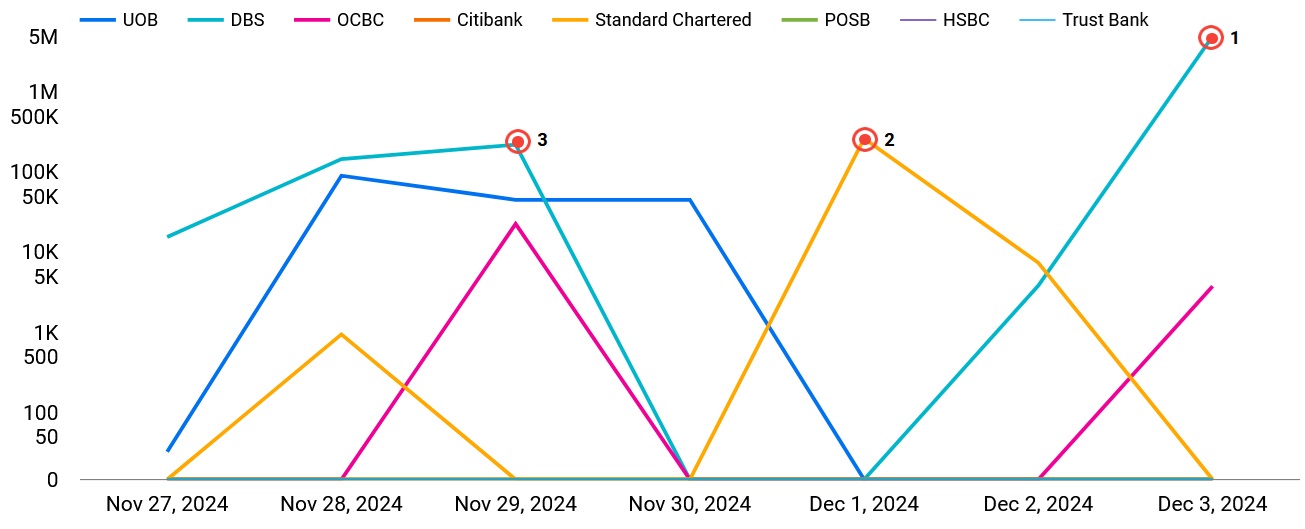 UOB DBS OCBC Citibank Standard Chartered POSB HSBC Trust Bank
5M
1
1M
500K
3
2
100K
50K
10K
5K
1K
500
100
50
0
Nov 27, 2024 Nov 28, 2024 Nov 29, 2024 Nov 30, 2024 Dec 1, 2024 Dec 2, 2024 Dec 3, 2024